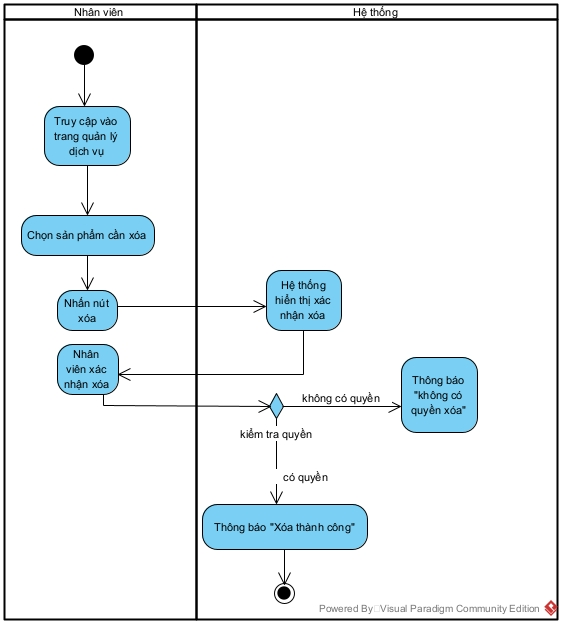 Nhân viên
Hệ thống
Truy cập vào
trang quản lý
dịch vụ
Chọn sản phẩm cần xóa
Nhấn nút
xóa
Hệ thống
hiển thị xác
nhận xóa
Nhân
viên xác
nhận xóa
không có quyền
Thông báo
"không có
quyền xóa"
kiểm tra quyền
có quyền
Thông báo "Xóa thành công"
Powered By Visual Paradigm Community Edition